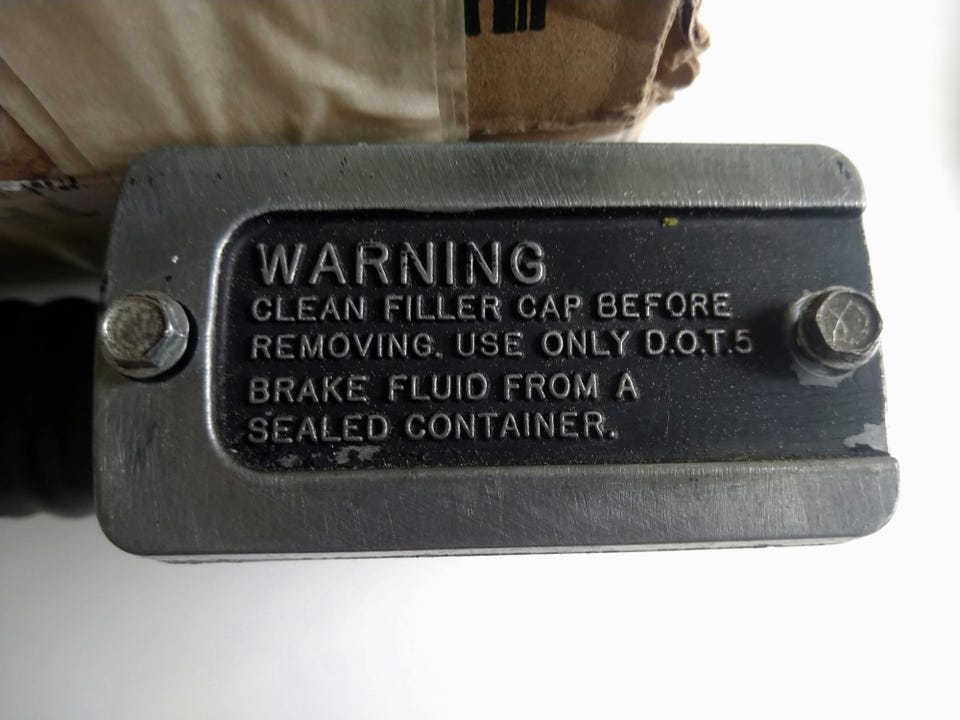 WARNING
CLEAN FILLER CAP BEFORE
REMOVING. USE ONLY D.O.T.5
BRAKE FLUID FROM A
SEALED CONTAINER.